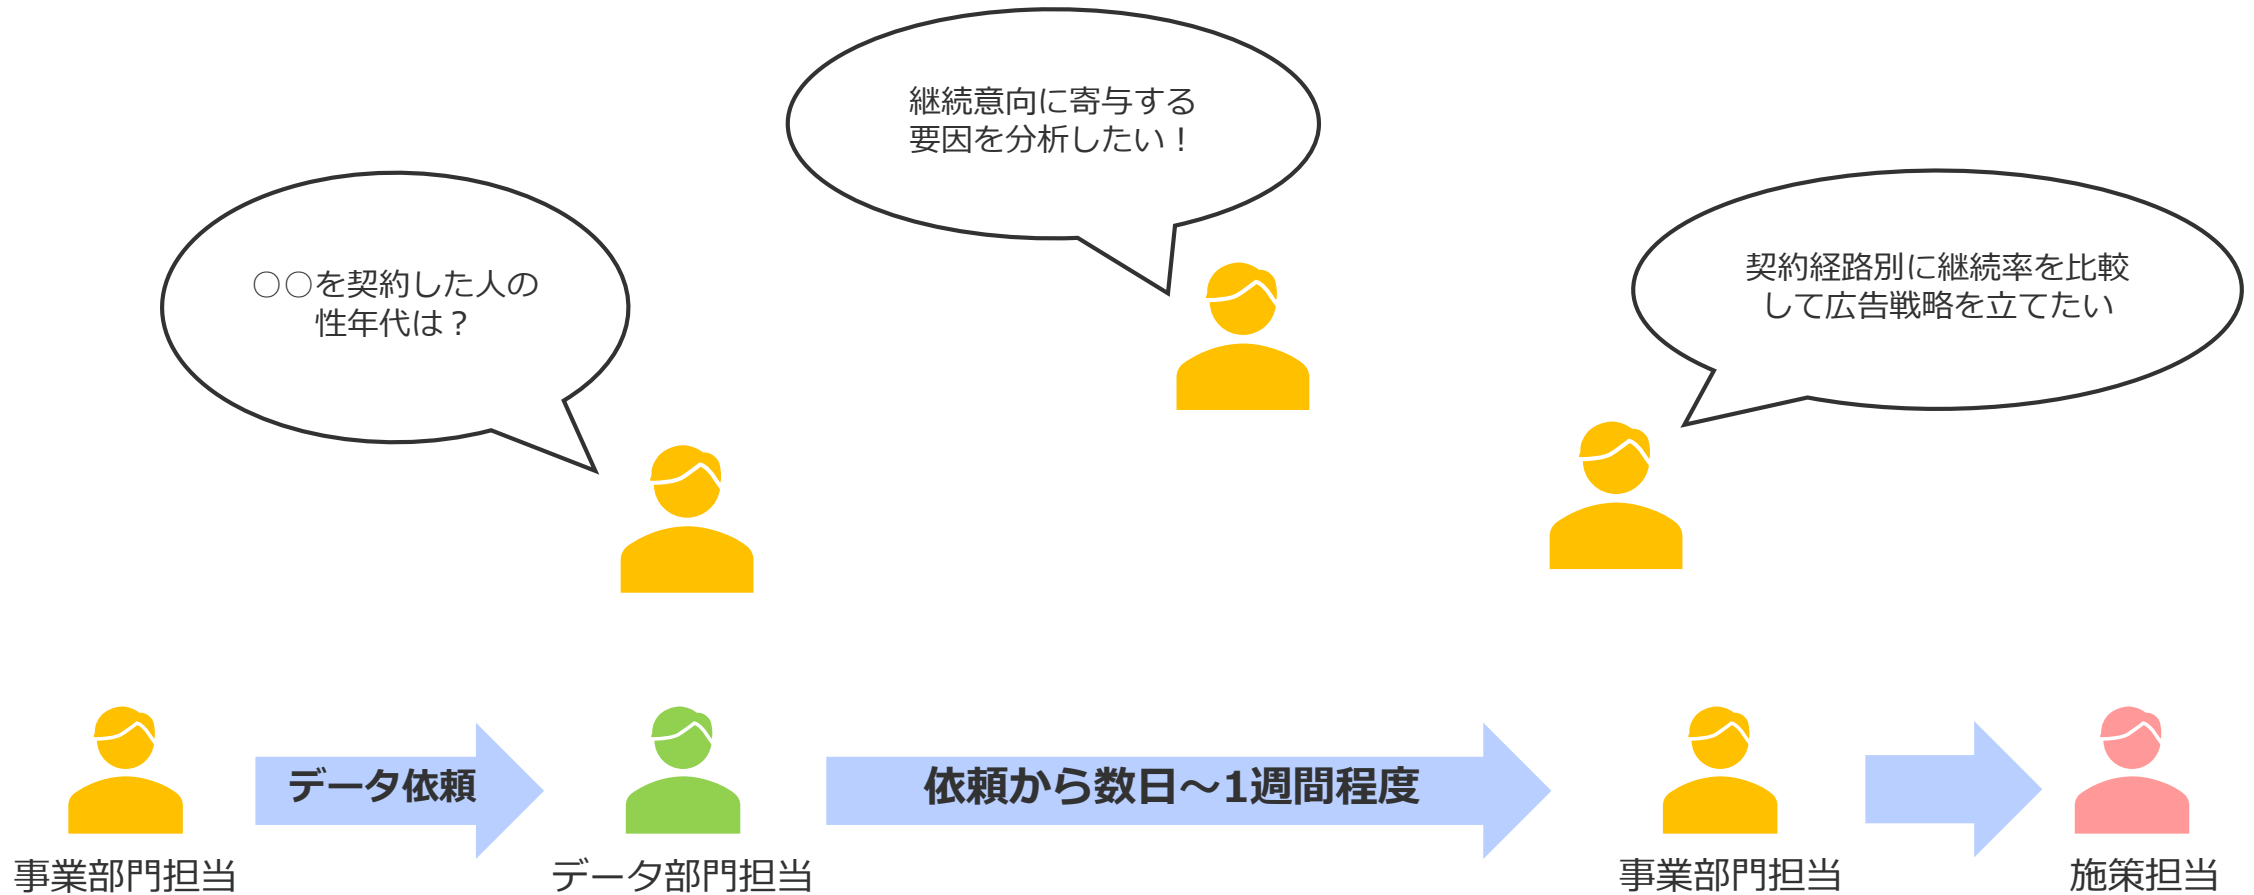 継続意向に寄与する
要因を分析したい！
○○を契約した人の
性年代は？
契約経路別に継続率を比較
して広告戦略を立てたい
データ依頼
依頼から数日～1週間程度
事業部門担当
データ部門担当
事業部門担当
施策担当